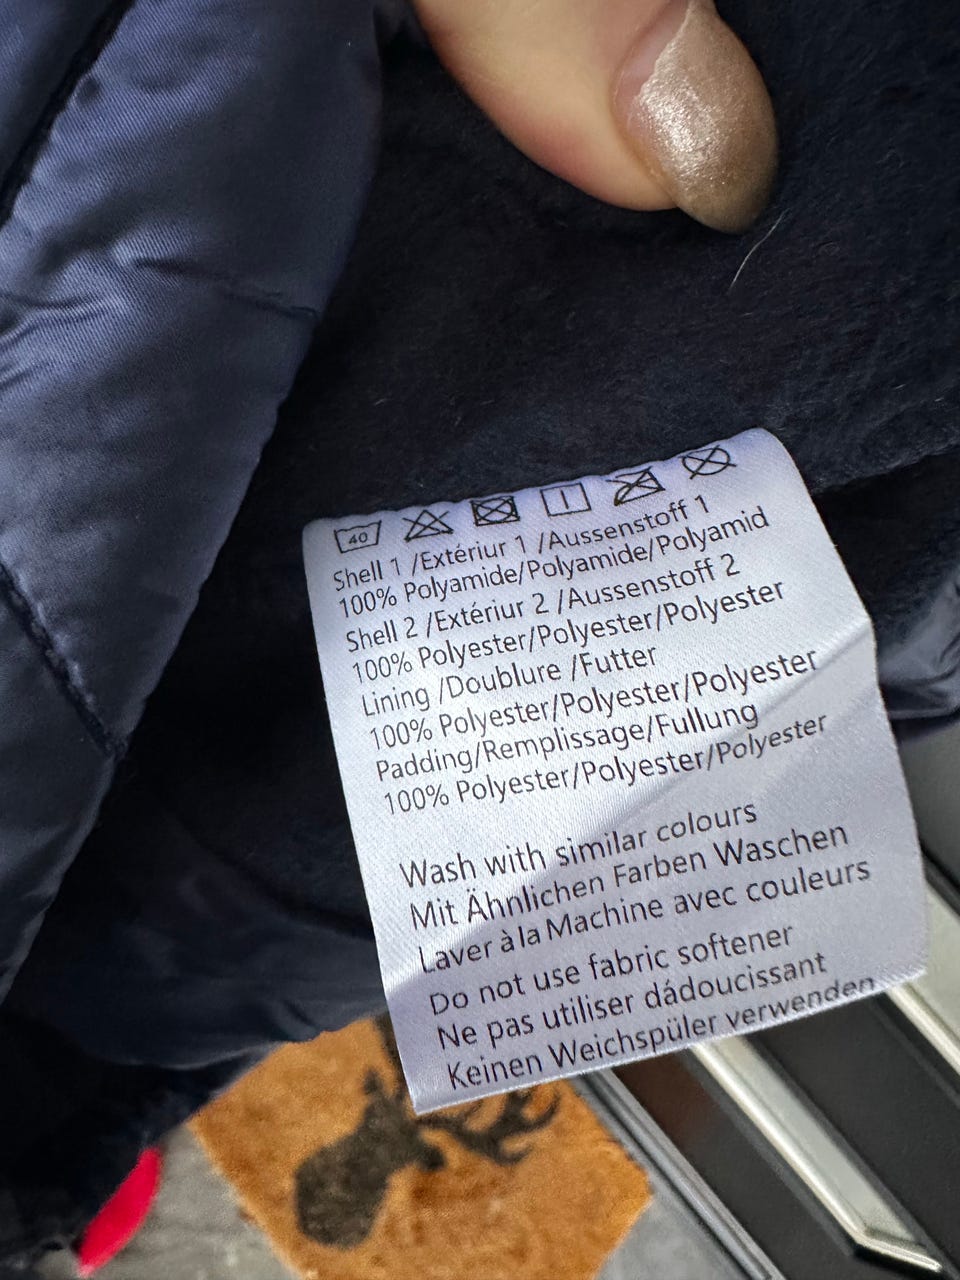 40
Shell 1 /Extériur 1 /Aussenstoff 1
100% Polyamide/Polyamide/Polyamid
Shell 2 /Extériur 2 /Aussenstoff 2
100% Polyester/Polyester/Polyester
Lining /Doublure /Futter
100% Polyester/Polyester/Polyester
Padding/Remplissage/Fullung
100% Polyester/Polyester/Polyester
Wash with similar colours
Mit Ähnlichen Farben Waschen
Laver à la Machine avec couleurs
Do not use fabric softener
Ne pas utiliser dádoucissant
Keinen Weichspüler verwenden